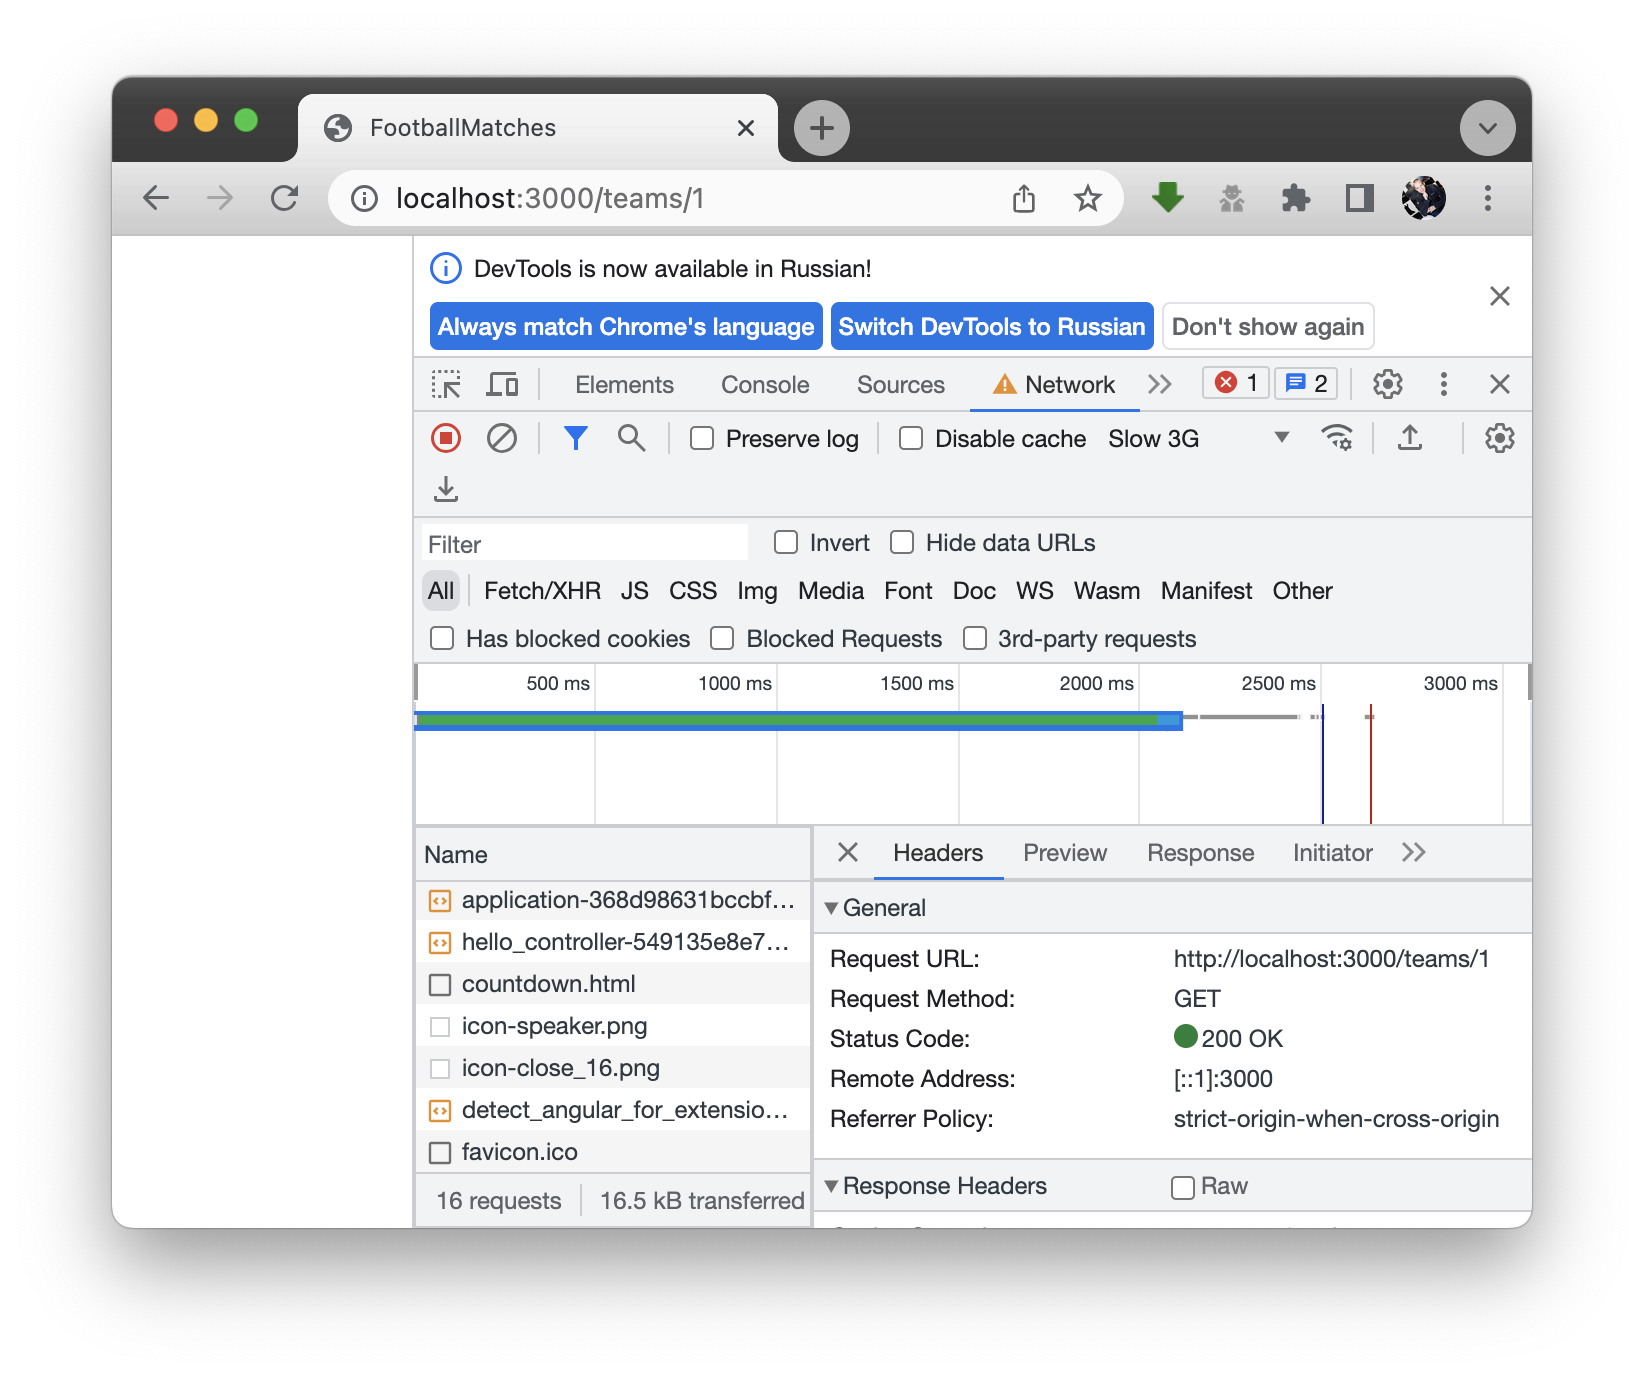 FootballMatches
localhost:3000/teams/1
DevTools is now available in Russian!
Always match Chrome's language Switch DevTools to Russian Don't show again
Elements Console Sources Network 1 2
Preserve log Disable cache Slow 3G
Filter Invert Hide data URLs
All Fetch/XHR JS CSS Img Media Font Doc WS Wasm Manifest Other
Has blocked cookies Blocked Requests 3rd-party requests
500 ms 1000 ms 1500 ms 2000 ms 2500 ms 3000 ms
Name
application-368d98631bccbf...
hello_controller-549135e8e7...
countdown.html
icon-speaker.png
icon-close_16.png
detect_angular_for_extensio...
favicon.ico
16 requests 16.5 kB transferred
Headers Preview Response Initiator
General
Request URL: http://localhost:3000/teams/1
Request Method: GET
Status Code: 200 OK
Remote Address: [::1]:3000
Referrer Policy: strict-origin-when-cross-origin
Response Headers Raw